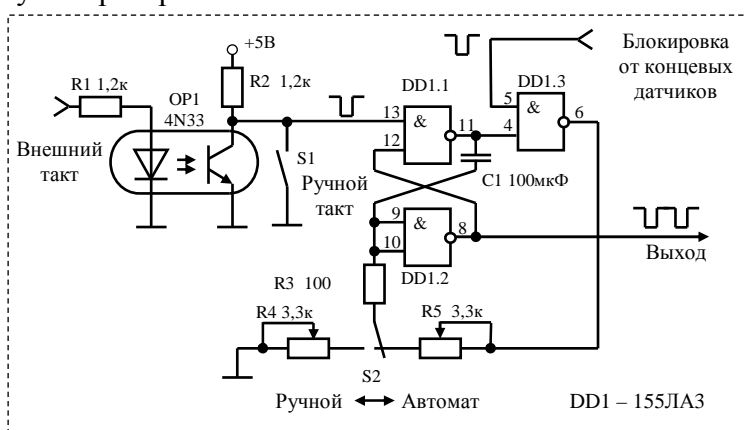 +5В
Блокировка
от концевых
датчиков
R1 1,2к
R2 1,2к
DD1.1
DD1.3
OP1
4N33
5
&
6
13
&
12
11
4
Внешний
такт
S1
Ручной
такт
C1 100мкФ
9
&
10
8
Выход
DD1.2
R3 100
R4 3,3к
R5 3,3к
S2
Ручной
Автомат
DD1 – 155ЛА3